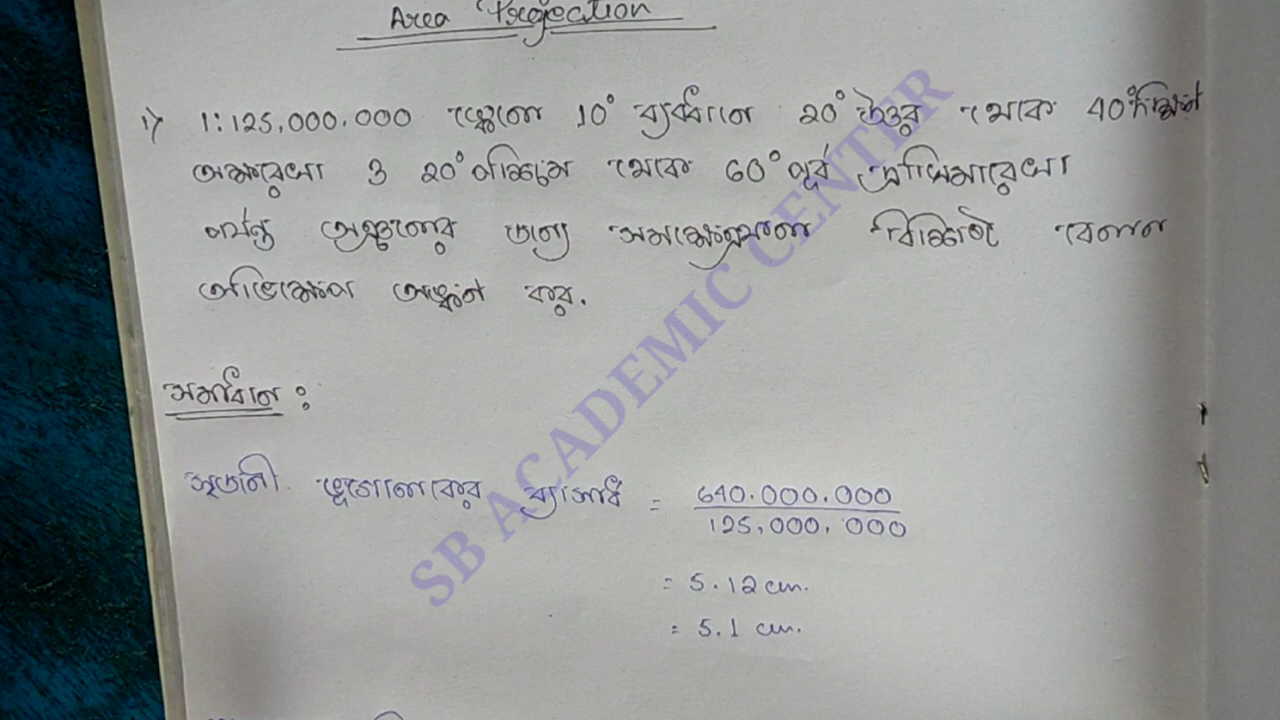 Area Projection
1) 1:125,000,000 স্কেলে 10° ব্যবধানে 20° উত্তর থেকে 40° দক্ষিণ
অক্ষরেখা ও 20° পশ্চিম থেকে 60° পূর্ব দ্রাঘিমারেখা
পর্যন্ত অঞ্চলের জন্যে সমক্ষেত্রফল বিশিষ্ট বেলন
অভিক্ষেপ অঙ্কন কর.
সমাধান :
সৃজনী ভূগোলকের ব্যাসার্ধ = 640.000.000
125,000,000
= 5.12 cm.
= 5.1 cm.
SB ACADEMIC CENTER